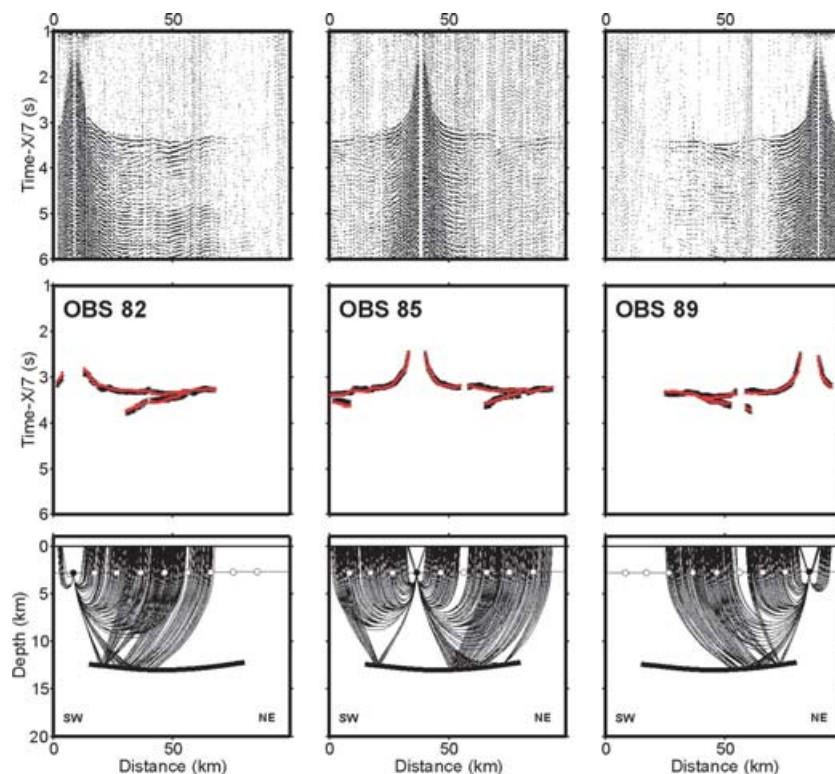 0 50 0 50 0 50
Time-X/7 (s)
1
2
3
4
5
6
Time-X/7 (s)
1
2
3
4
5
6
OBS 82 OBS 85 OBS 89
Depth (km)
0
5
10
15
20
SW NE SW NE SW NE
0 50 0 50 0 50
Distance (km) Distance (km) Distance (km)